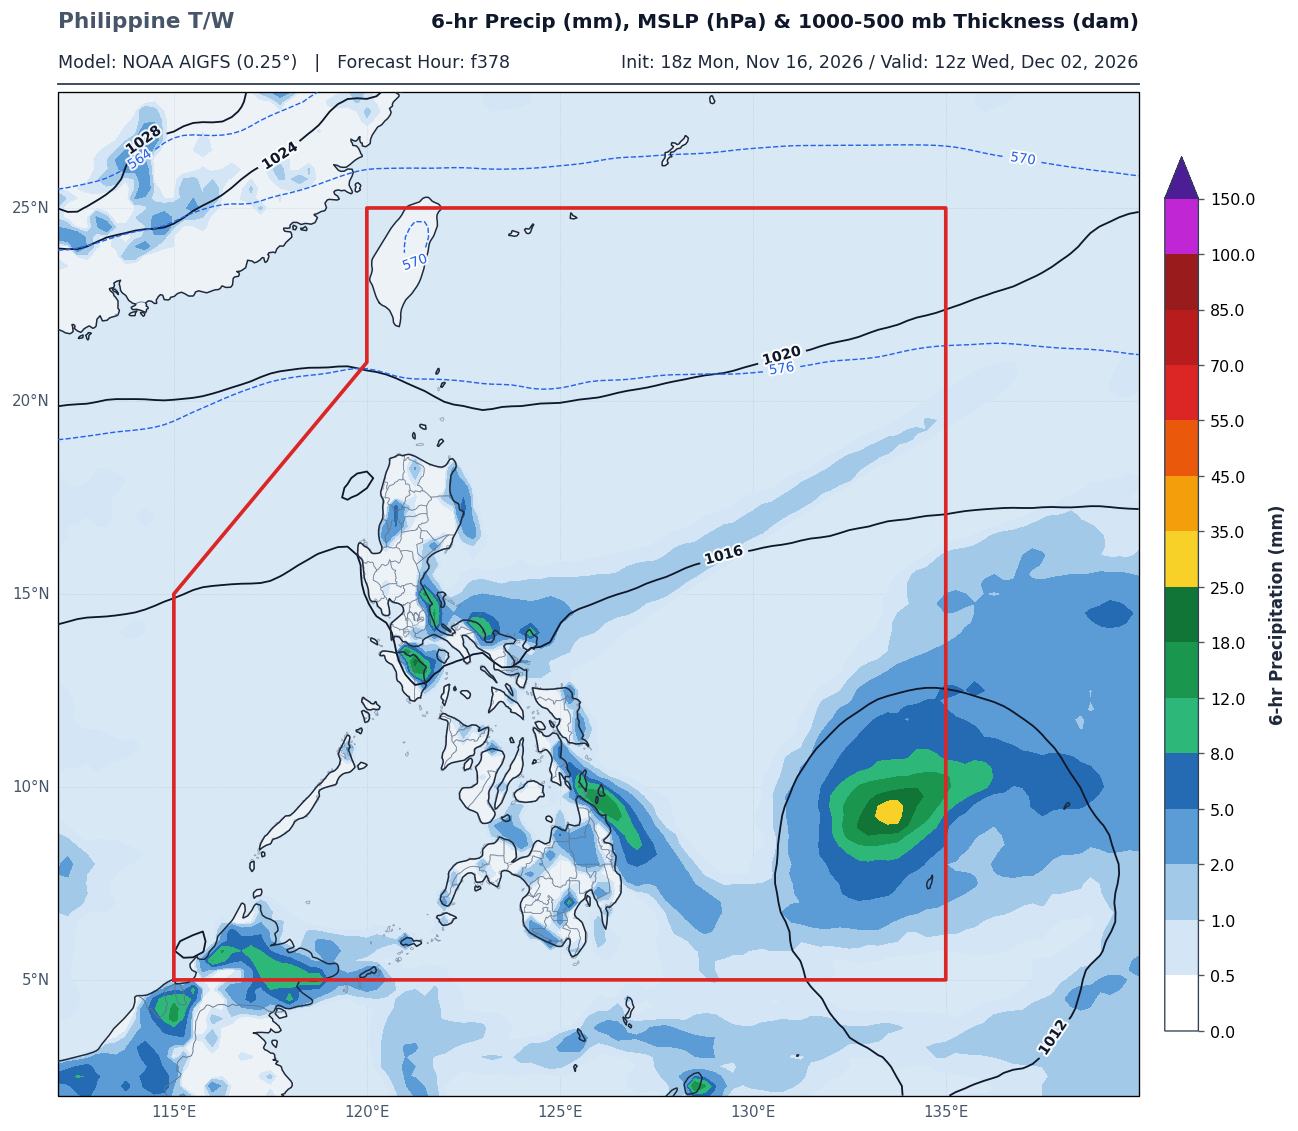 Philippine T/W
6-hr Precip (mm), MSLP (hPa) & 1000-500 mb Thickness (dam)
Model: NOAA AIGFS (0.25°) | Forecast Hour: f378
Init: 18z Mon, Nov 16, 2026 / Valid: 12z Wed, Dec 02, 2026
1028
564
1024
570
570
1020
576
1016
1012
25°N
20°N
15°N
10°N
5°N
115°E
120°E
125°E
130°E
135°E
150.0
100.0
85.0
70.0
55.0
45.0
35.0
25.0
18.0
12.0
8.0
5.0
2.0
1.0
0.5
0.0
6-hr Precipitation (mm)